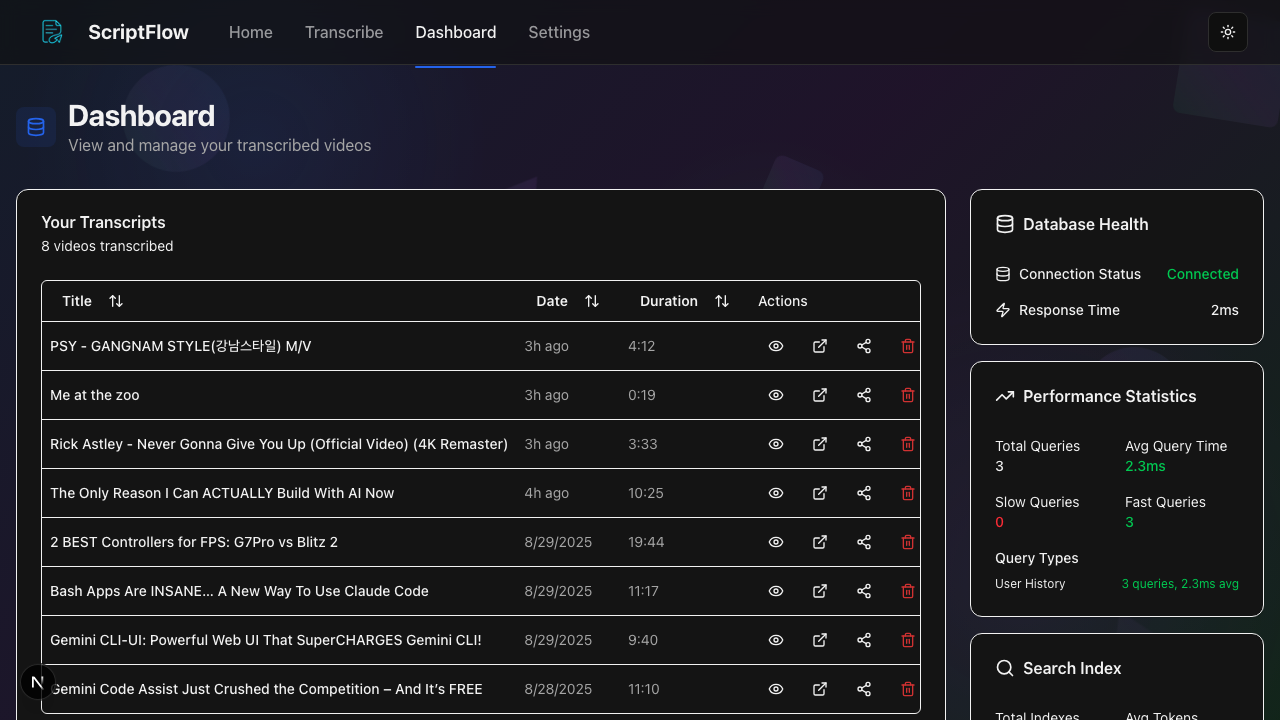 ScriptFlow Home Transcribe Dashboard Settings
Dashboard
View and manage your transcribed videos
Your Transcripts
8 videos transcribed
Title Date Duration Actions
PSY - GANGNAM STYLE(강남스타일) M/V 3h ago 4:12
Me at the zoo 3h ago 0:19
Rick Astley - Never Gonna Give You Up (Official Video) (4K Remaster) 3h ago 3:33
The Only Reason I Can ACTUALLY Build With AI Now 4h ago 10:25
2 BEST Controllers for FPS: G7Pro vs Blitz 2 8/29/2025 19:44
Bash Apps Are INSANE... A New Way To Use Claude Code 8/29/2025 11:17
Gemini CLI-UI: Powerful Web UI That SuperCHARGES Gemini CLI! 8/29/2025 9:40
Gemini Code Assist Just Crushed the Competition – And It’s FREE 8/28/2025 11:10
N
Database Health
Connection Status Connected
Response Time 2ms
Performance Statistics
Total Queries Avg Query Time
3 2.3ms
Slow Queries Fast Queries
0 3
Query Types
User History 3 queries, 2.3ms avg
Search Index
Total Indexes Avg Tokens